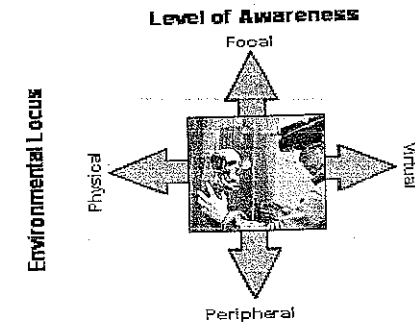 Level of Awareness
Focal
Environmental Locus
Physical
Virtual
Peripheral